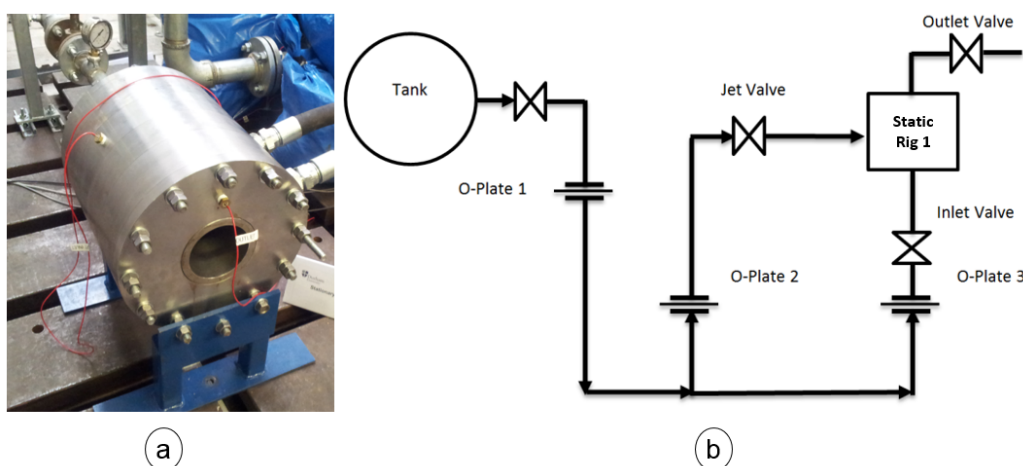 Outlet Valve
Tank
Jet Valve
Static
Rig 1
O-Plate 1
Inlet Valve
O-Plate 2
O-Plate 3
a
b